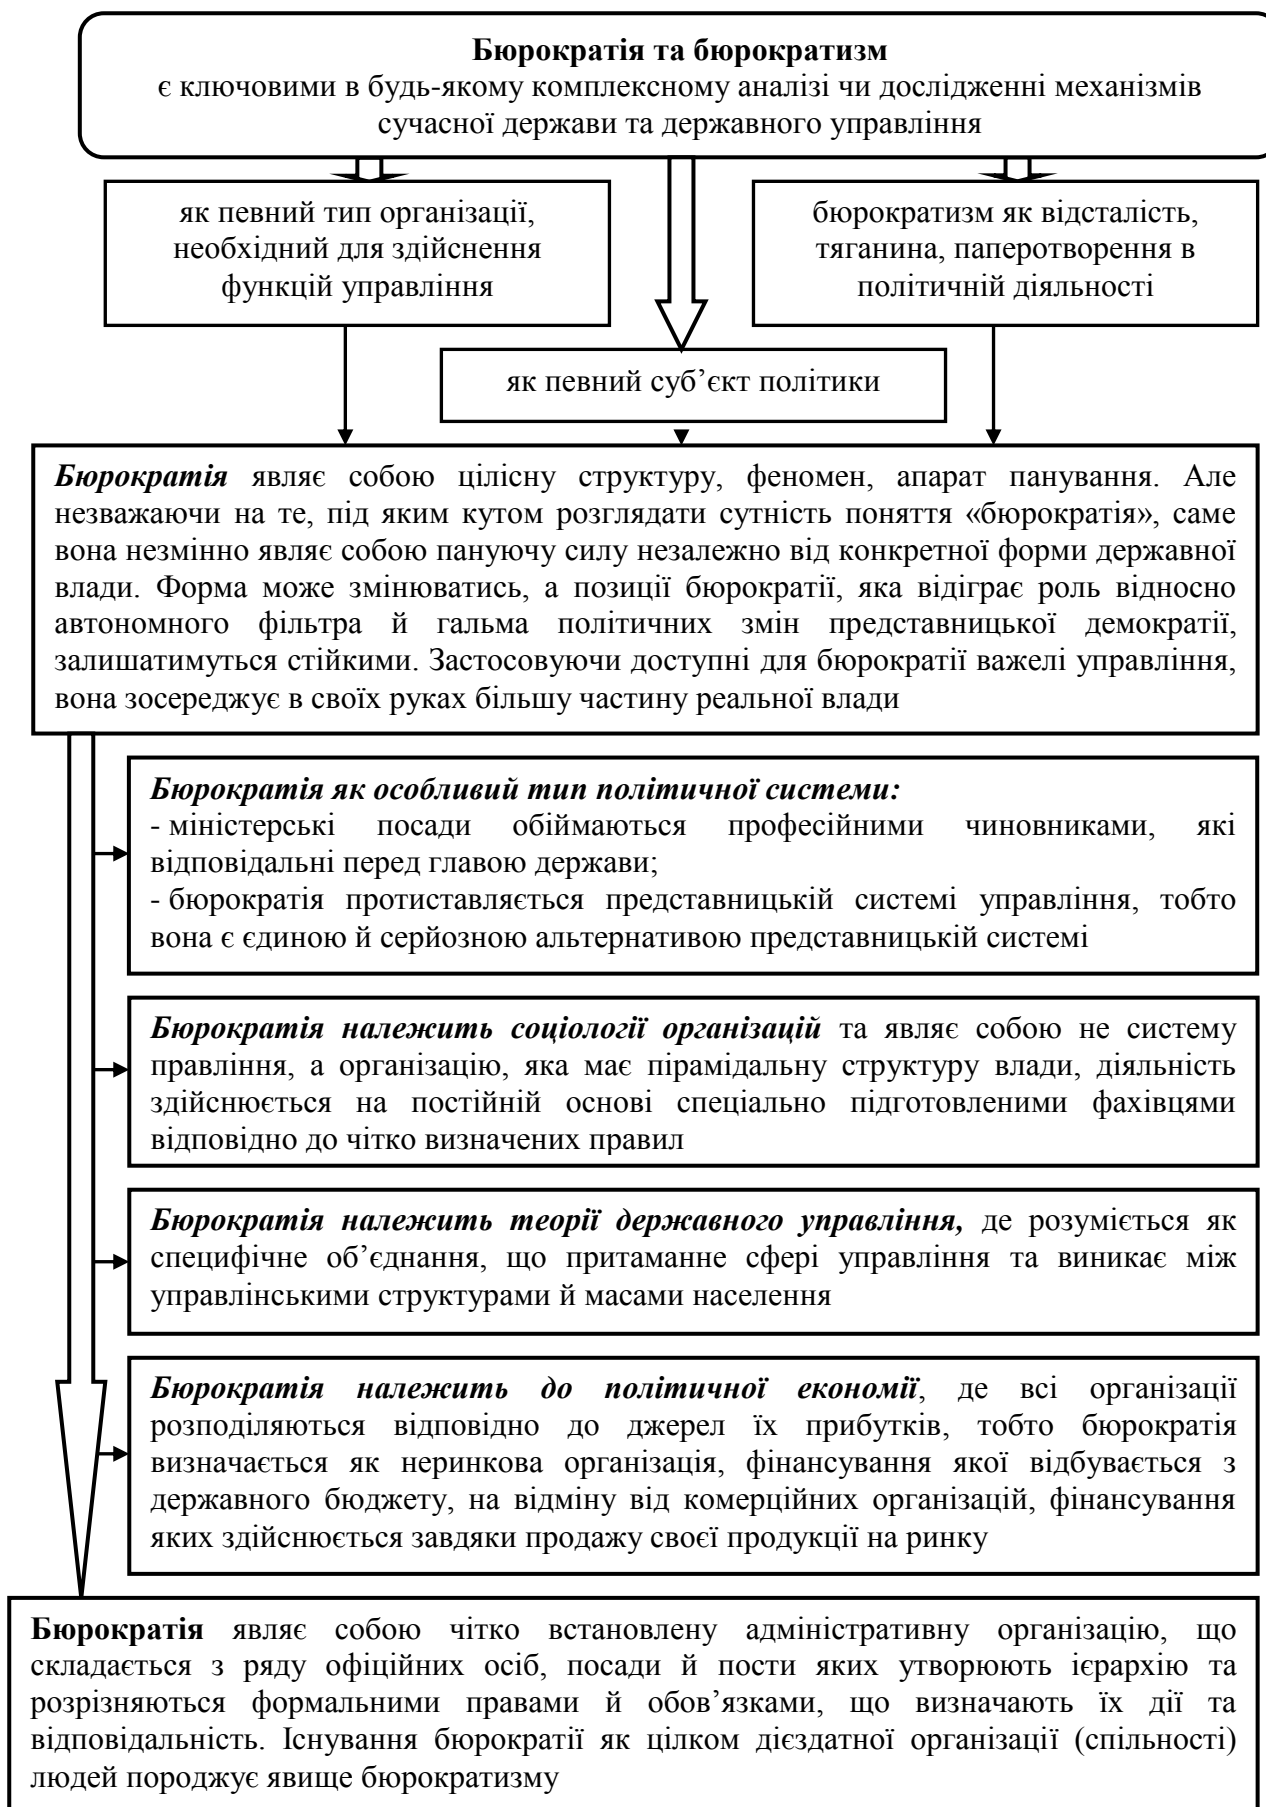 Бюрократія та бюрократизм
є ключовими в будь-якому комплексному аналізі чи дослідженні механізмів
сучасної держави та державного управління
як певний тип організації,
необхідний для здійснення
функцій управління
бюрократизм як відсталість,
тяганина, паперотворення в
політичній діяльності
як певний суб’єкт політики
Бюрократія являє собою цілісну структуру, феномен, апарат панування. Але
незважаючи на те, під яким кутом розглядати сутність поняття «бюрократія», саме
вона незмінно являє собою пануючу силу незалежно від конкретної форми державної
влади. Форма може змінюватись, а позиції бюрократії, яка відіграє роль відносно
автономного фільтра й гальма політичних змін представницької демократії,
залишатимуться стійкими. Застосовуючи доступні для бюрократії важелі управління,
вона зосереджує в своїх руках більшу частину реальної влади
Бюрократія як особливий тип політичної системи:
- міністерські посади обіймаються професійними чиновниками, які
відповідальні перед главою держави;
- бюрократія протиставляється представницькій системі управління, тобто
вона є єдиною й серйозною альтернативою представницькій системі
Бюрократія належить соціології організацій та являє собою не систему
правління, а організацію, яка має пірамідальну структуру влади, діяльність
здійснюється на постійній основі спеціально підготовленими фахівцями
відповідно до чітко визначених правил
Бюрократія належить теорії державного управління, де розуміється як
специфічне об’єднання, що притаманне сфері управління та виникає між
управлінськими структурами й масами населення
Бюрократія належить до політичної економії, де всі організації
розподіляються відповідно до джерел їх прибутків, тобто бюрократія
визначається як неринкова організація, фінансування якої відбувається з
державного бюджету, на відміну від комерційних організацій, фінансування
яких здійснюється завдяки продажу своєї продукції на ринку
Бюрократія являє собою чітко встановлену адміністративну організацію, що
складається з ряду офіційних осіб, посади й пости яких утворюють ієрархію та
розрізняються формальними правами й обов’язками, що визначають їх дії та
відповідальність. Існування бюрократії як цілком дієздатної організації (спільності)
людей породжує явище бюрократизму